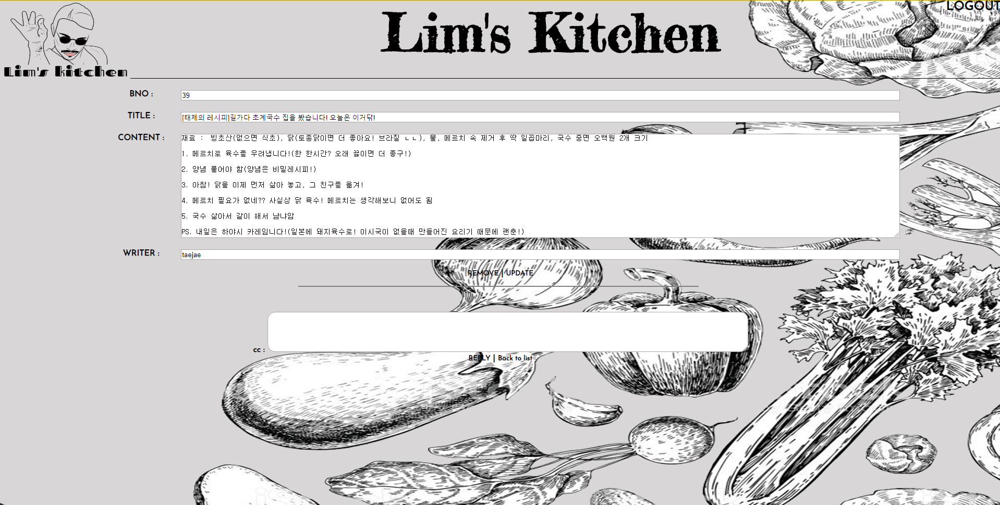 LOGOUT
Lim's Kitchen
Lim's kitchen
BNO :
39
TITLE :
[태제의 레시피]길가다 초계국수 집을 봤습니다! 오늘은 이거닭!
CONTENT :
재료 : 빙초산(없으면 식초), 닭(토종닭이면 더 좋아요! 브라질 ㄴㄴ), 물, 메르치 속 제거 후 딱 일곱마리, 국수 중면 오백원 2개 크기
1. 메르치로 육수를 우려냅니다!(한 한시간? 오래 끓이면 더 종구!)
2. 양념 풀어야 함(양념은 비밀레시피!)
3. 아참! 닭을 이제 먼저 삶아 놓고, 그 친구를 옮겨!
4. 메르치 필요가 없네?? 사실상 닭 육수! 메르치는 생각해보니 없어도 됨
5. 국수 삶아서 같이 해서 냠냐암
PS. 내일은 하야시 카레입니다!(일본에 돼지육수로! 이시국이 없을때 만들어진 요리기 때문에 괜춘!)
WRITER :
taejae
REMOVE | UPDATE
cc :
REPLY | Back to list